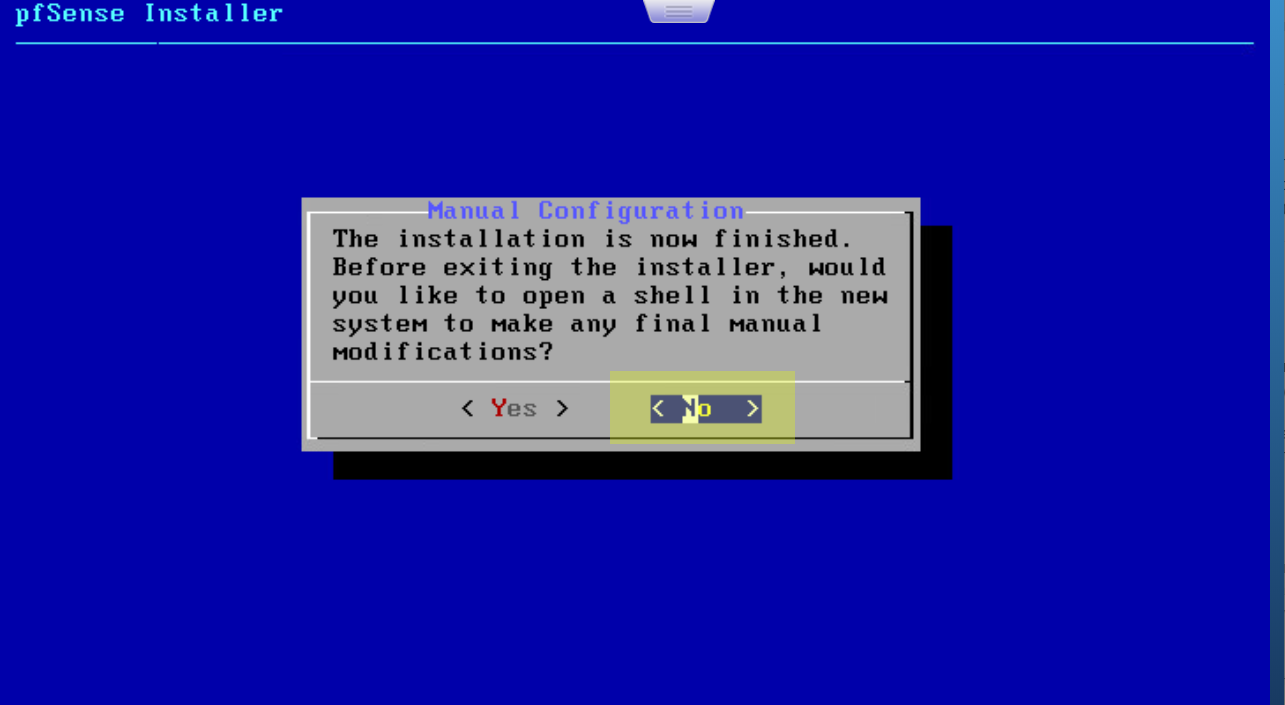 pfSense Installer
Manual Configuration
The installation is now finished.
Before exiting the installer, would
you like to open a shell in the new
system to make any final manual
modifications?
< Yes > < No >